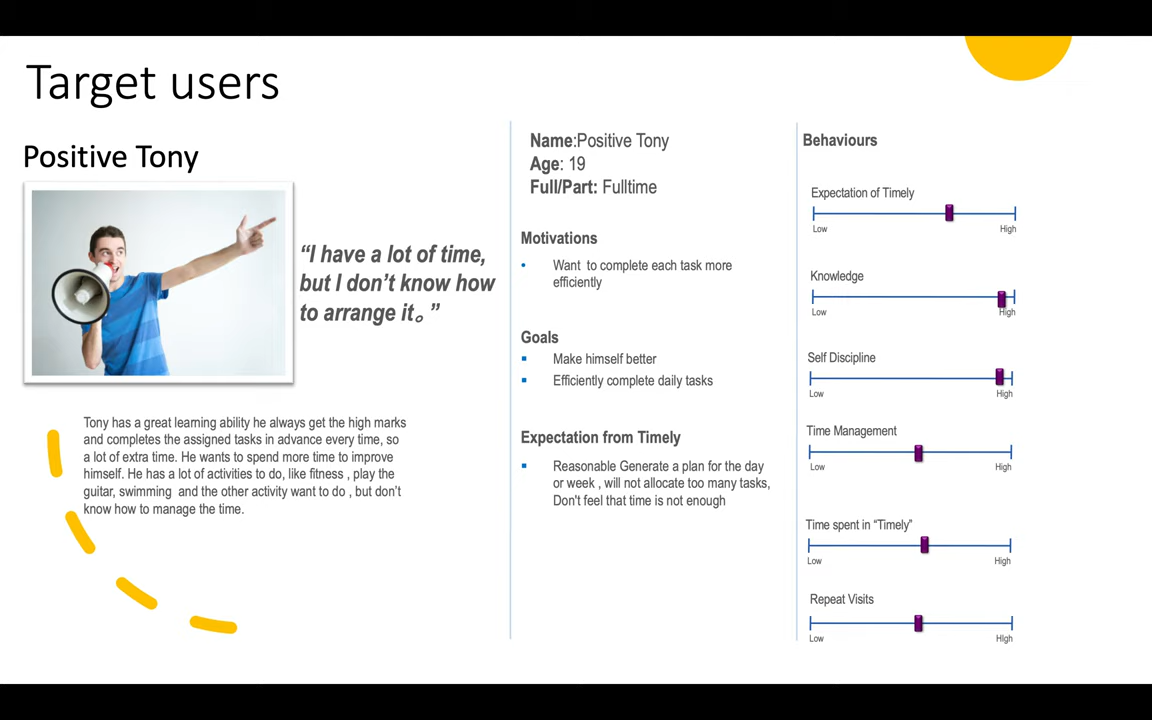 Target users
Positive Tony
“I have a lot of time,
but I don’t know how
to arrange it。”
Tony has a great learning ability he always get the high marks
and completes the assigned tasks in advance every time, so
a lot of extra time. He wants to spend more time to improve
himself. He has a lot of activities to do, like fitness , play the
guitar, swimming and the other activity want to do , but don’t
know how to manage the time.
Name:Positive Tony
Age: 19
Full/Part: Fulltime
Motivations
• Want to complete each task more
efficiently
Goals
▪ Make himself better
▪ Efficiently complete daily tasks
Expectation from Timely
▪ Reasonable Generate a plan for the day
or week , will not allocate too many tasks,
Don't feel that time is not enough
Behaviours
Expectation of Timely
Low High
Knowledge
Low High
Self Discipline
Low High
Time Management
Low High
Time spent in “Timely”
Low High
Repeat Visits
Low High